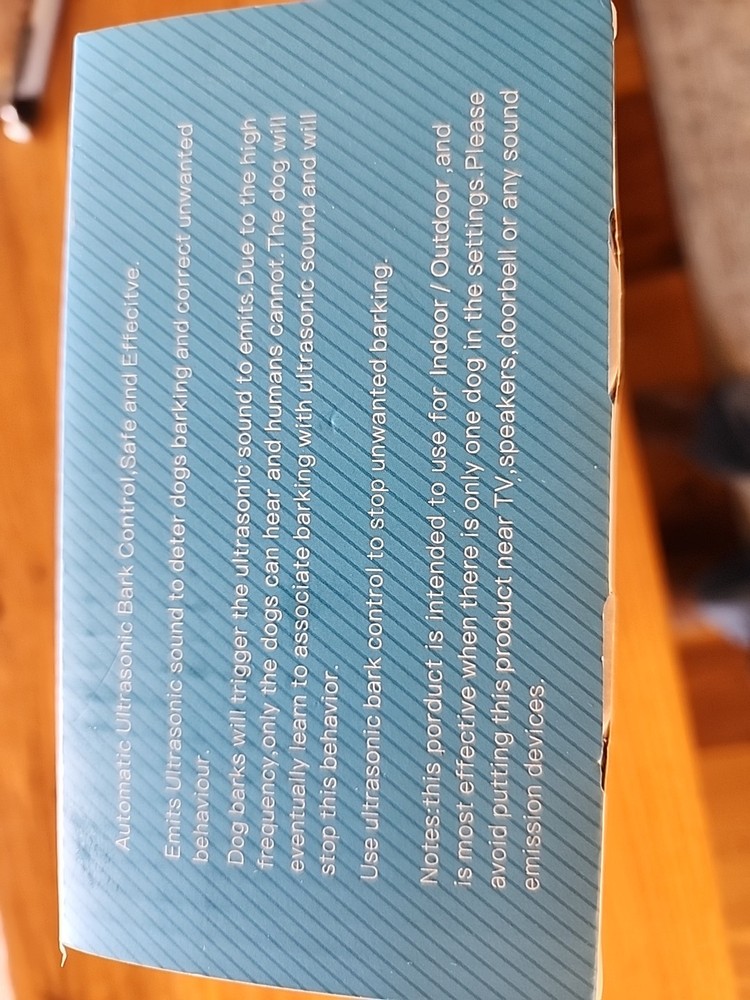 Automatic Ultrasonic Bark Control,Safe and Effecitve.
Emits Ultrasonic sound to deter dogs barking and correct unwanted
behaviour.
Dog barks will trigger the ultrasonic sound to emits.Due to the high
frequency,only the dogs can hear and humans cannot.The dog will
eventually learn to associate barking with ultrasonic sound and will
stop this behavior.
Use ultrasonic bark control to stop unwanted barking.
Notes:this porduct is intended to use for Indoor / Outdoor ,and
is most effective when there is only one dog in the settings.Please
avoid putting this product near TV,speakers,doorbell or any sound
emission devices.